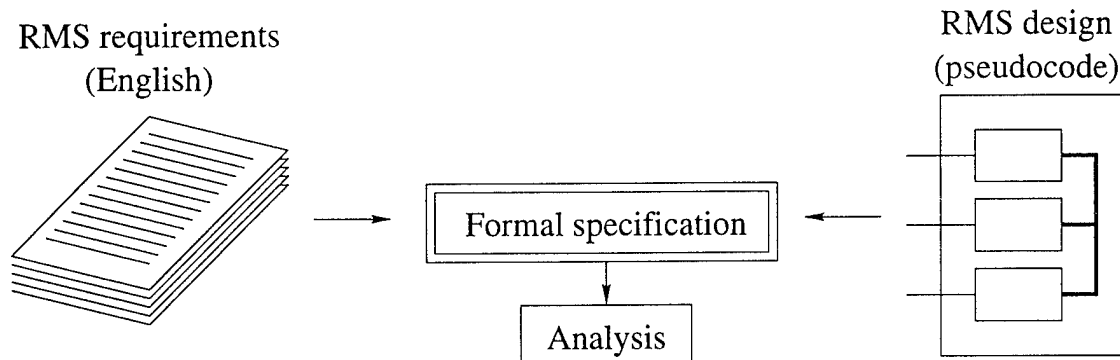 RMS requirements
(English)
RMS design
(pseudocode)
Formal specification
Analysis